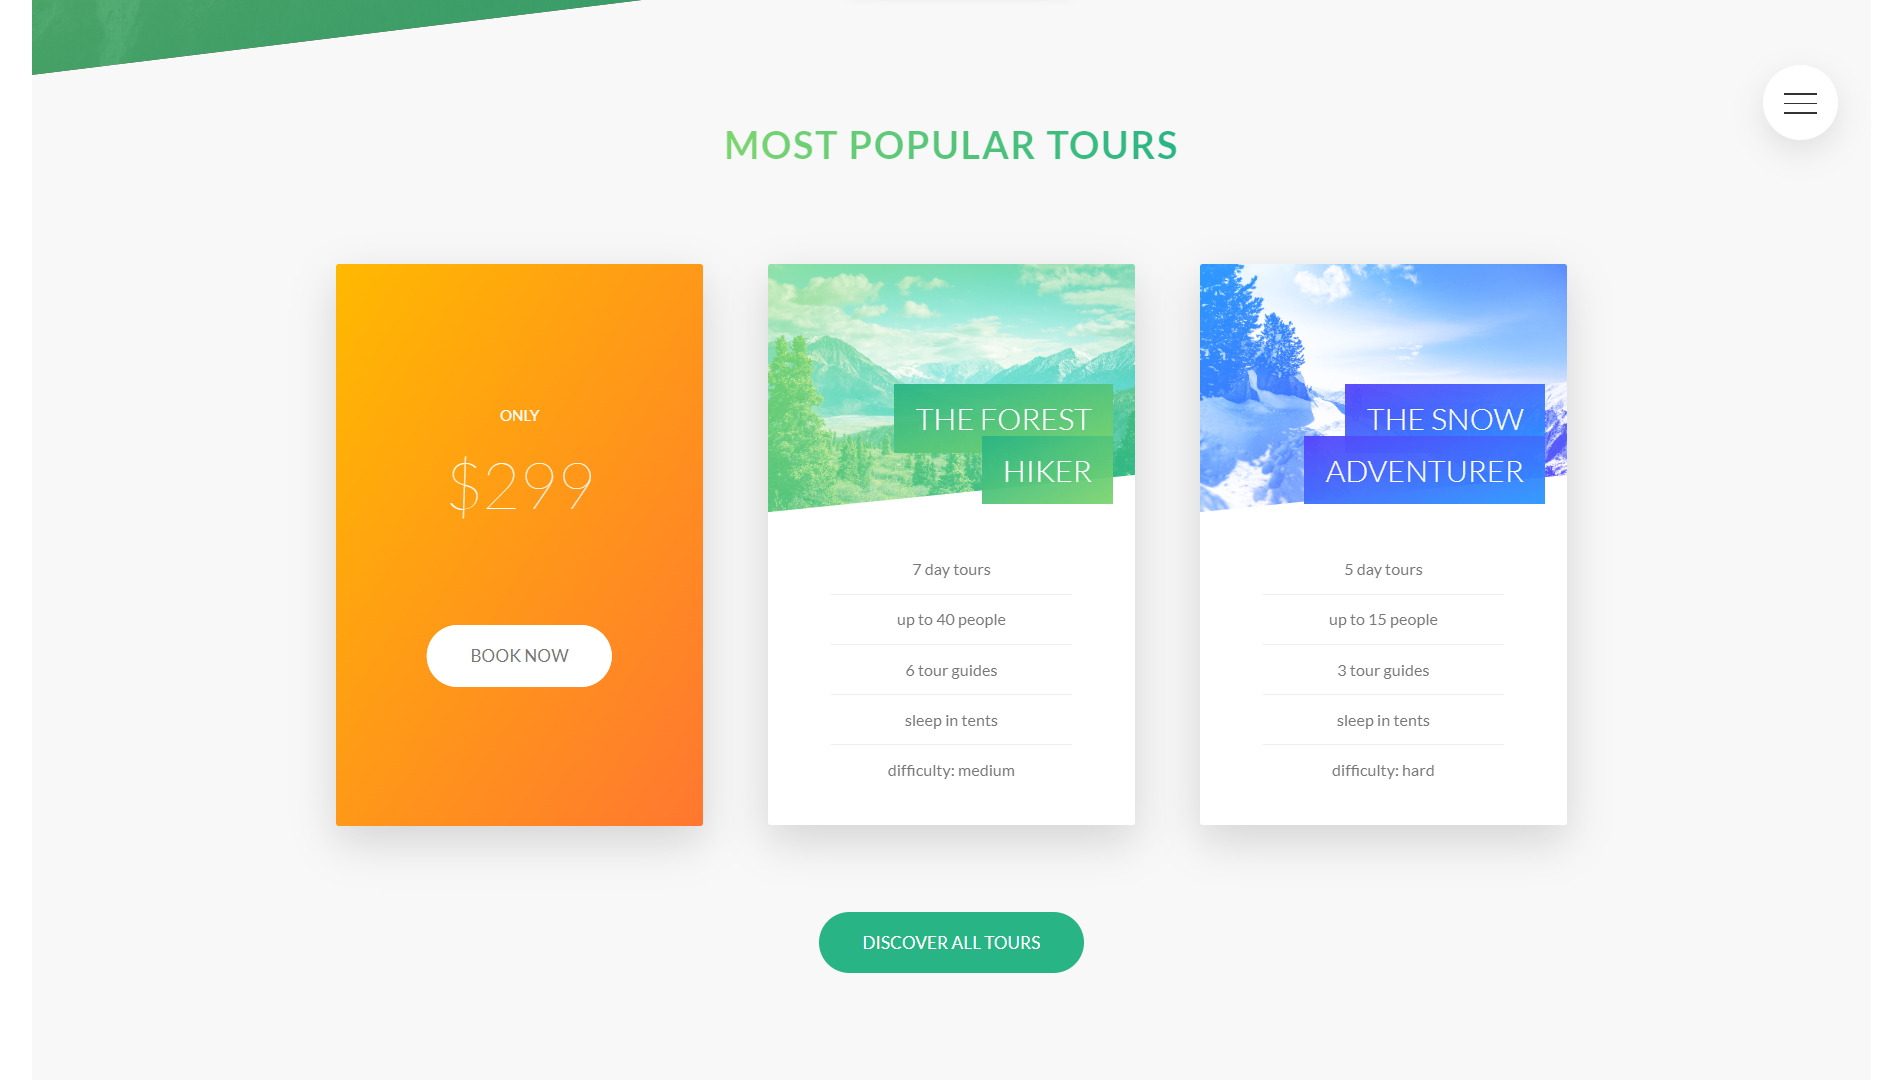 MOST POPULAR TOURS
ONLY
$299
BOOK NOW
THE FOREST
HIKER
7 day tours
up to 40 people
6 tour guides
sleep in tents
difficulty: medium
THE SNOW
ADVENTURER
5 day tours
up to 15 people
3 tour guides
sleep in tents
difficulty: hard
DISCOVER ALL TOURS